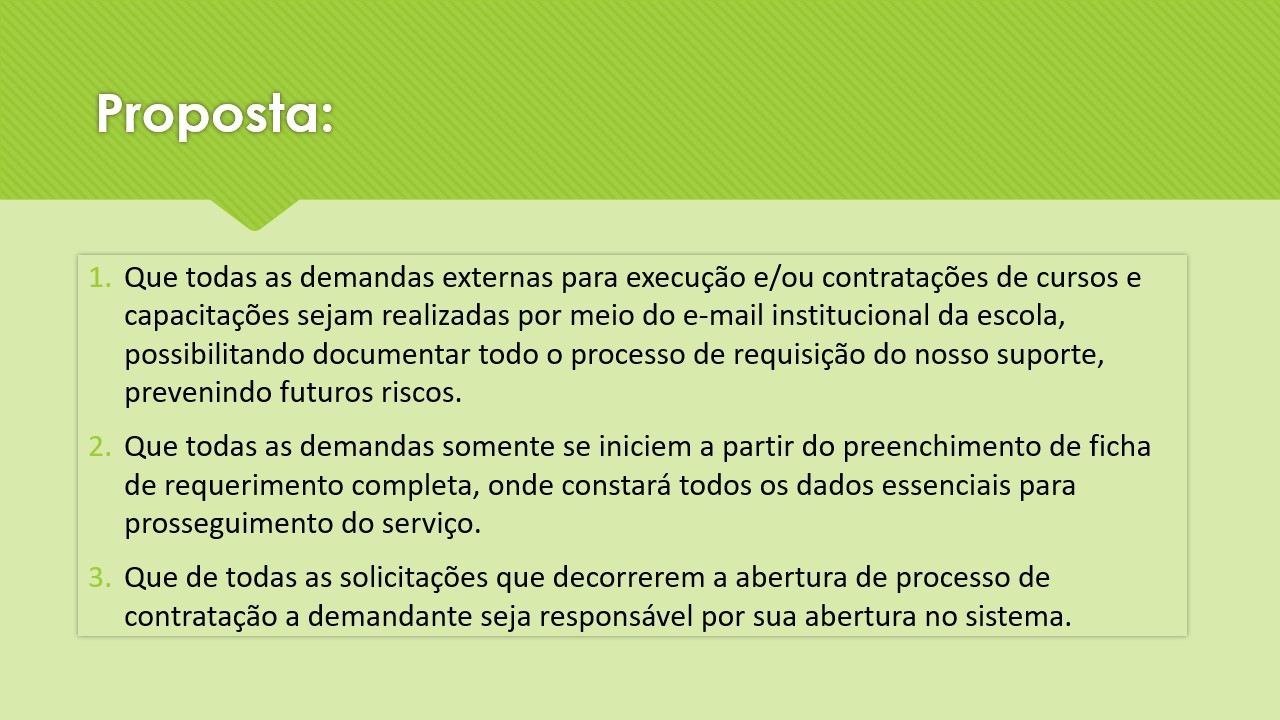 Proposta:
1. Que todas as demandas externas para execução e/ou contratações de cursos e
capacitações sejam realizadas por meio do e-mail institucional da escola,
possibilitando documentar todo o processo de requisição do nosso suporte,
prevenindo futuros riscos.
2. Que todas as demandas somente se iniciem a partir do preenchimento de ficha
de requerimento completa, onde constará todos os dados essenciais para
prosseguimento do serviço.
3. Que de todas as solicitações que decorrerem a abertura de processo de
contratação a demandante seja responsável por sua abertura no sistema.